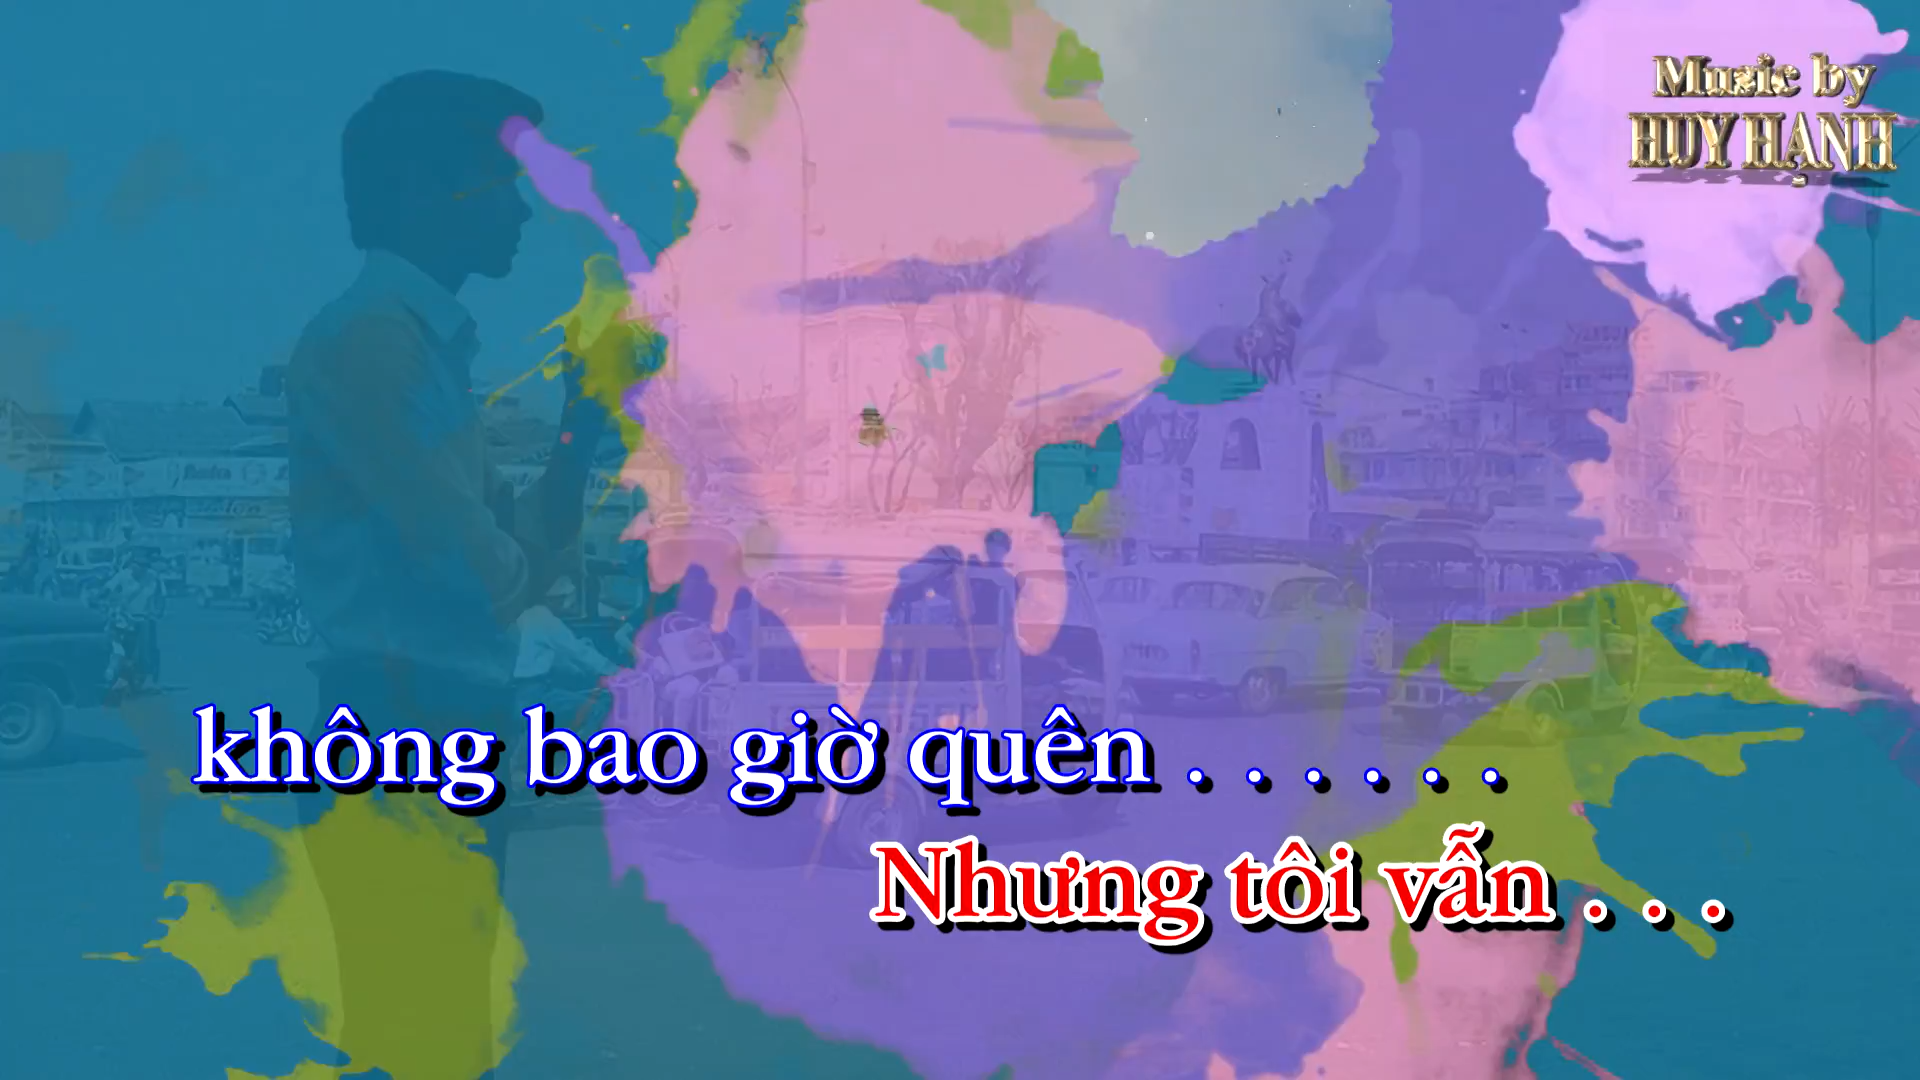 Music by
HUY HẠNH
không bao giờ quên . . . . . .
Nhưng tôi vẫn . . .